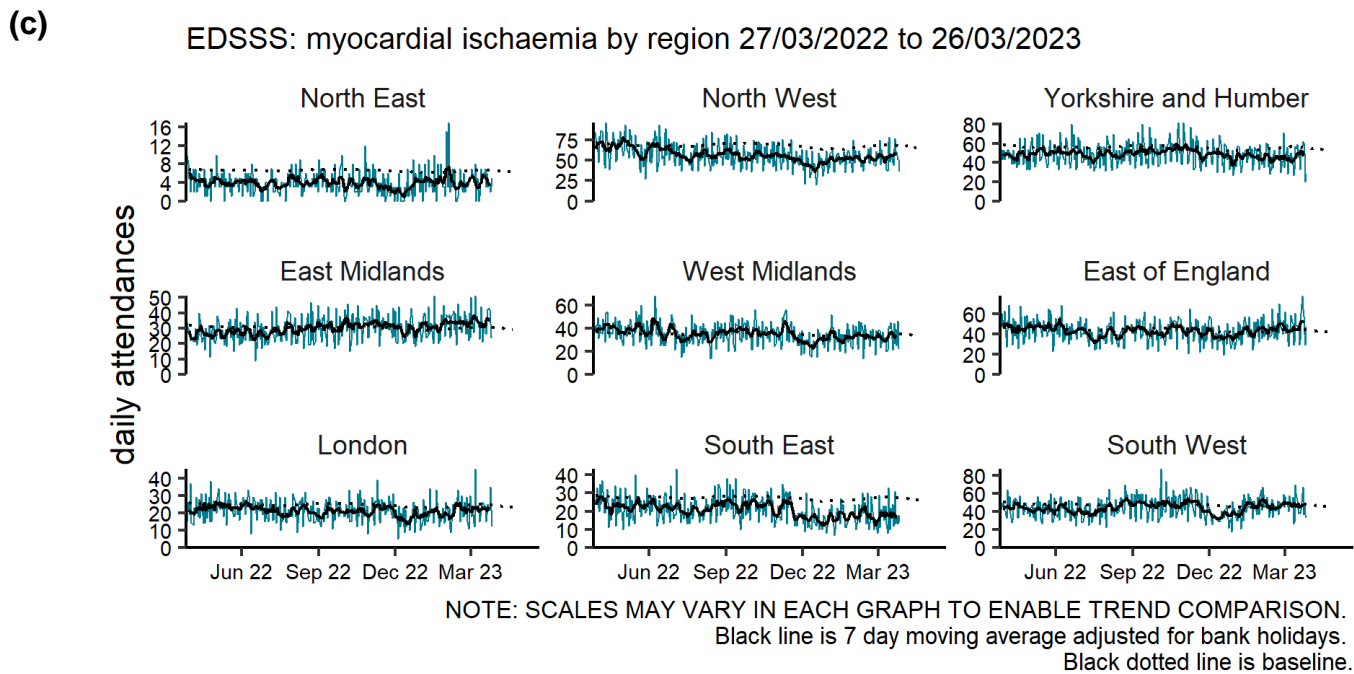 (c)
EDSSS: myocardial ischaemia by region 27/03/2022 to 26/03/2023
daily attendances
North East
16
12
8
4
0
North West
75
50
25
0
Yorkshire and Humber
80
60
40
20
0
East Midlands
50
40
30
20
10
0
West Midlands
60
40
20
0
East of England
60
40
20
0
London
40
30
20
10
0
South East
40
30
20
10
0
South West
80
60
40
20
0
Jun 22 Sep 22 Dec 22 Mar 23
Jun 22 Sep 22 Dec 22 Mar 23
Jun 22 Sep 22 Dec 22 Mar 23
NOTE: SCALES MAY VARY IN EACH GRAPH TO ENABLE TREND COMPARISON.
Black line is 7 day moving average adjusted for bank holidays.
Black dotted line is baseline.